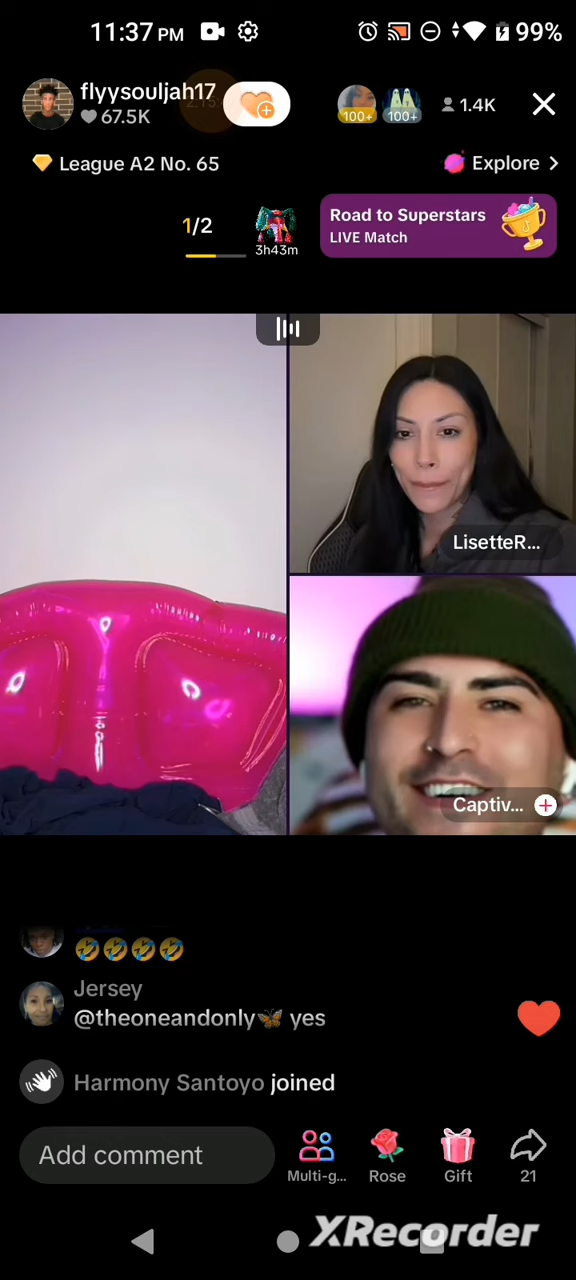 11:37 PM
99%
flyysouljah17
67.5K
100+
100+
1.4K
League A2 No. 65
Explore >
1/2
3h43m
Road to Superstars
LIVE Match
LisetteR...
Captiv...
🤣🤣🤣🤣
Jersey
@theoneandonly🦋 yes
Harmony Santoyo joined
Add comment
Multi-g...
Rose
Gift
21
XRecorder